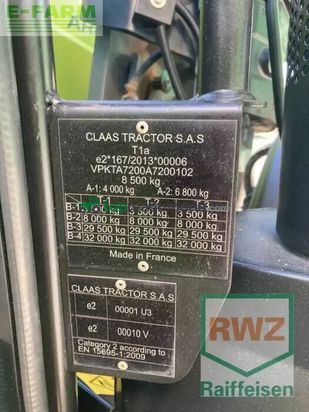 E-FARM
CLAAS TRACTOR S.A.S
T1a
e2*167/2013*00006
VPKTA7200A7200102
8 500 kg
A-1: 4 000 kg A-2: 6 800 kg
T-1 T-2 T-3
B-1 3 500 kg 3 500 kg
B-2 8 000 kg 8 000 kg 8 000 kg
B-3 29 500 kg 29 500 kg 29 500 kg
B-4 32 000 kg 32 000 kg 32 000 kg
Made in France
CLAAS TRACTOR S.A.S
e2 00001 U3
e2 00010 V
Category 2 according to
EN 15695-1:2009
RWZ
Raiffeisen